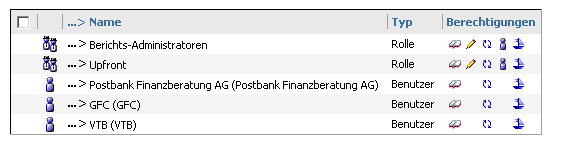 ...> Name Typ Berechtigungen
...> Berichts-Administratoren Rolle
...> Upfront Rolle
...> Postbank Finanzberatung AG (Postbank Finanzberatung AG) Benutzer
...> GFC (GFC) Benutzer
...> VTB (VTB) Benutzer